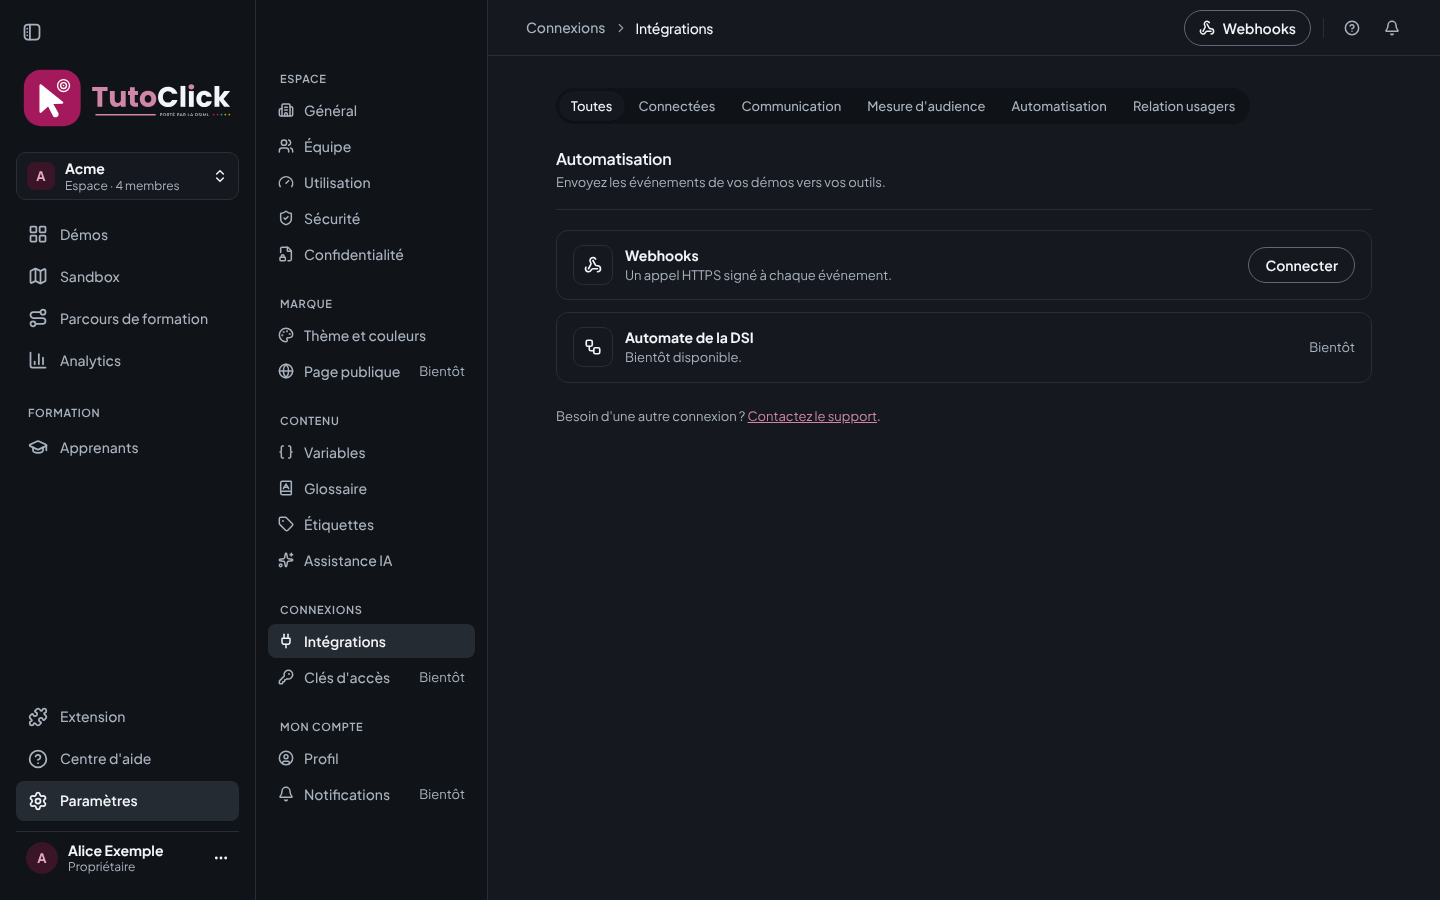 TutoClick
PORTÉ PAR LA DSIML
A
Acme
Espace · 4 membres
Démos
Sandbox
Parcours de formation
Analytics
FORMATION
Apprenants
Extension
Centre d'aide
Paramètres
A
Alice Exemple
Propriétaire
ESPACE
Général
Équipe
Utilisation
Sécurité
Confidentialité
MARQUE
Thème et couleurs
Page publique Bientôt
CONTENU
Variables
Glossaire
Étiquettes
Assistance IA
CONNEXIONS
Intégrations
Clés d'accès Bientôt
MON COMPTE
Profil
Notifications Bientôt
Connexions > Intégrations
Webhooks
Toutes Connectées Communication Mesure d'audience Automatisation Relation usagers
Automatisation
Envoyez les événements de vos démos vers vos outils.
Webhooks
Un appel HTTPS signé à chaque événement.
Connecter
Automate de la DSI
Bientôt disponible.
Bientôt
Besoin d'une autre connexion ? Contactez le support.